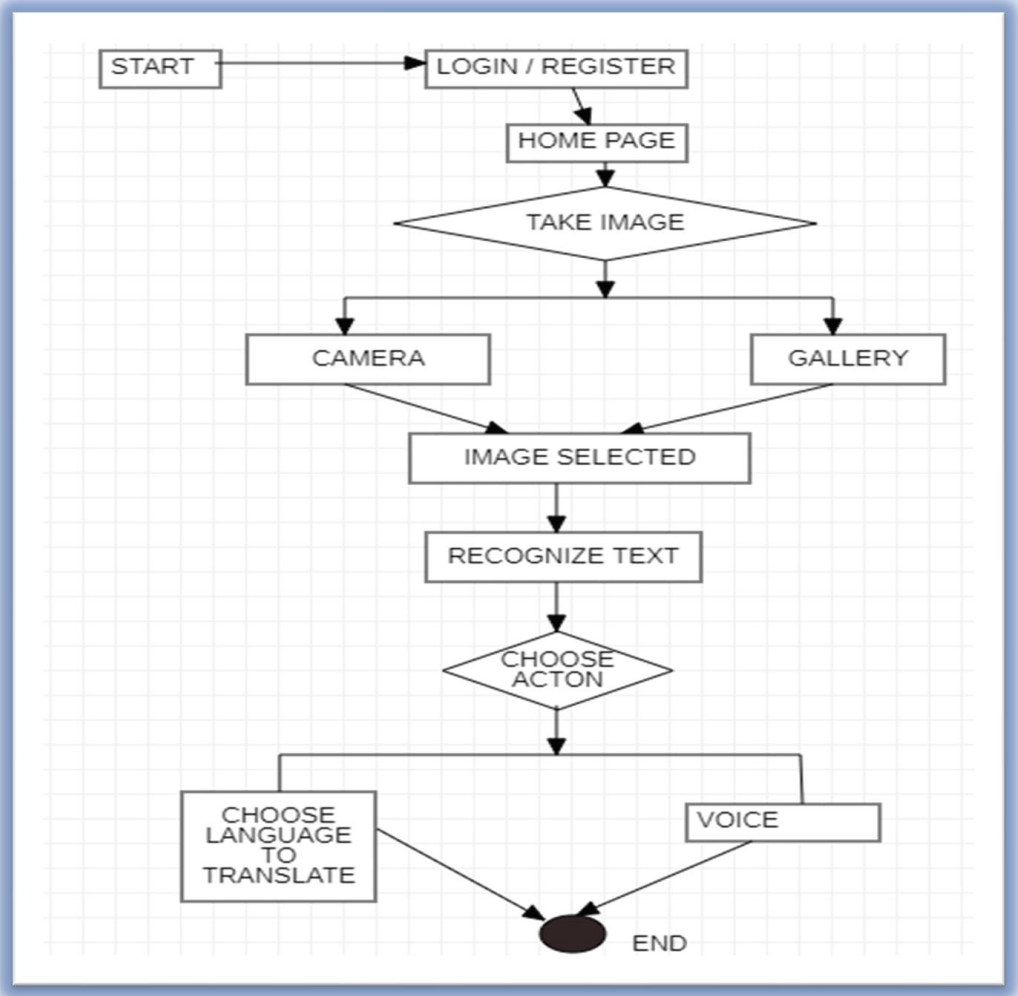 START
LOGIN / REGISTER
HOME PAGE
TAKE IMAGE
CAMERA
GALLERY
IMAGE SELECTED
RECOGNIZE TEXT
CHOOSE
ACTON
CHOOSE
LANGUAGE
TO
TRANSLATE
VOICE
END